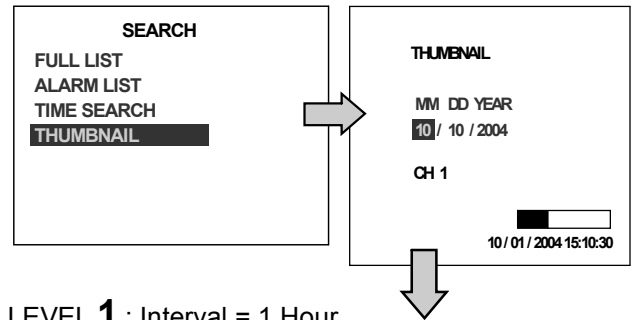 SEARCH
FULL LIST
ALARM LIST
TIME SEARCH
THUMBNAIL
THUMBNAIL
MM DD YEAR
10 / 10 / 2004
CH 1
10 / 01 / 2004 15:10:30
LEVEL 1 : Interval = 1 Hour